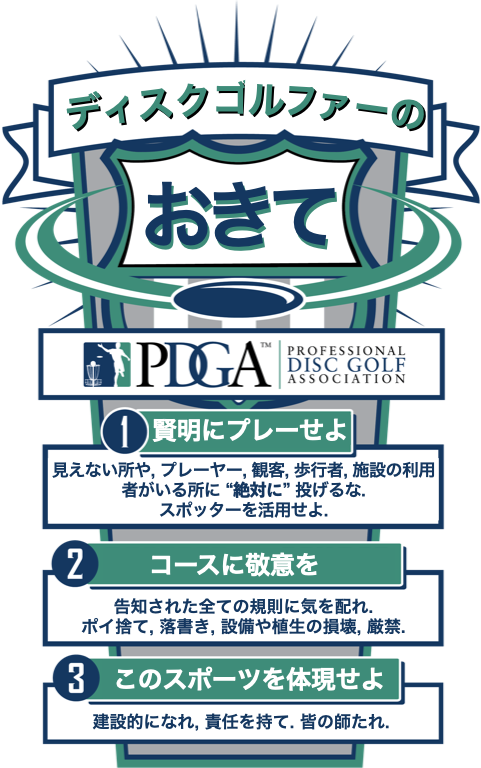 ディスクゴルファーの
おきて
PDGA™
PROFESSIONAL
DISC GOLF
ASSOCIATION
1 賢明にプレーせよ
見えない所や, プレーヤー, 観客, 歩行者, 施設の利用
者がいる所に “絶対に” 投げるな.
スポッターを活用せよ.
2 コースに敬意を
告知された全ての規則に気を配れ.
ポイ捨て, 落書き, 設備や植生の損壊, 厳禁.
3 このスポーツを体現せよ
建設的になれ, 責任を持て. 皆の師たれ.